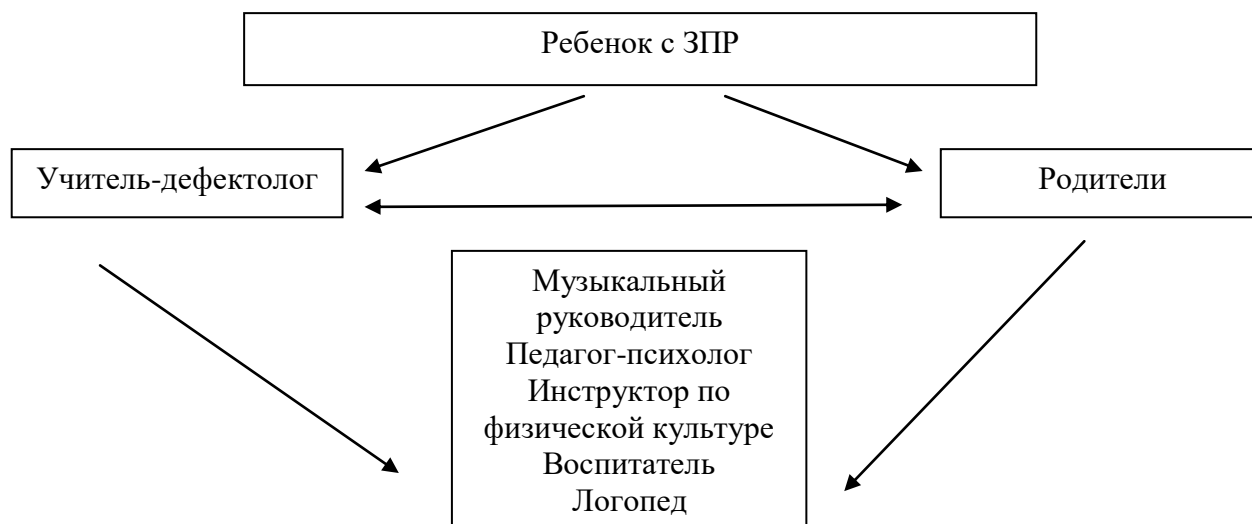 Ребенок с ЗПР
Учитель-дефектолог
Родители
Музыкальный
руководитель
Педагог-психолог
Инструктор по
физической культуре
Воспитатель
Логопед